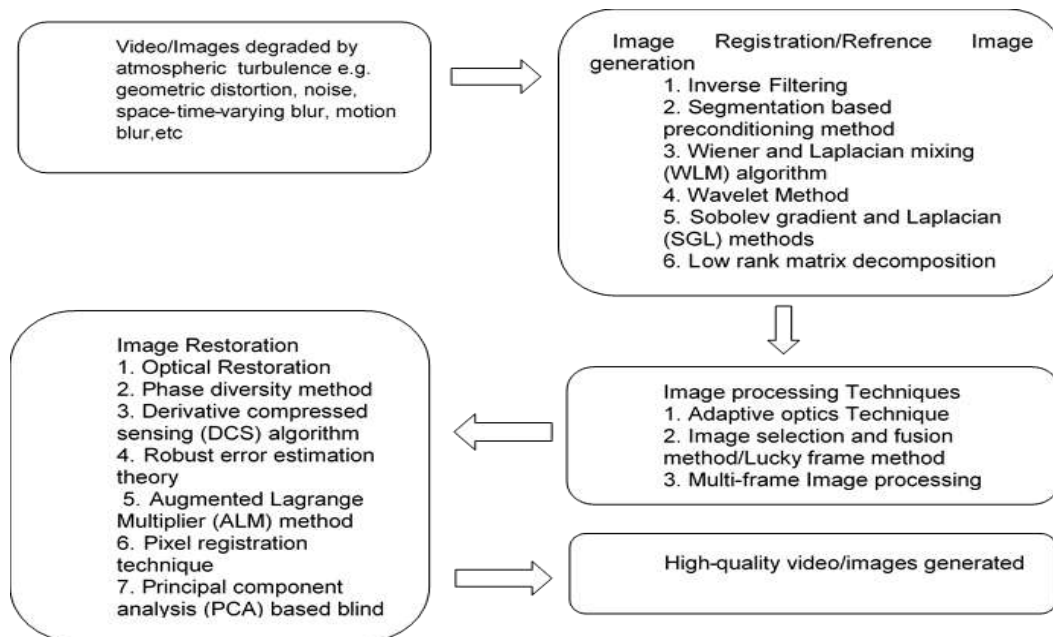 Video/Images degraded by
atmospheric turbulence e.g.
geometric distortion, noise,
space-time-varying blur, motion
blur,etc
Image Registration/Refrence Image
generation
1. Inverse Filtering
2. Segmentation based
preconditioning method
3. Wiener and Laplacian mixing
(WLM) algorithm
4. Wavelet Method
5. Sobolev gradient and Laplacian
(SGL) methods
6. Low rank matrix decomposition
Image processing Techniques
1. Adaptive optics Technique
2. Image selection and fusion
method/Lucky frame method
3. Multi-frame Image processing
Image Restoration
1. Optical Restoration
2. Phase diversity method
3. Derivative compressed
sensing (DCS) algorithm
4. Robust error estimation
theory
5. Augmented Lagrange
Multiplier (ALM) method
6. Pixel registration
technique
7. Principal component
analysis (PCA) based blind
High-quality video/images generated